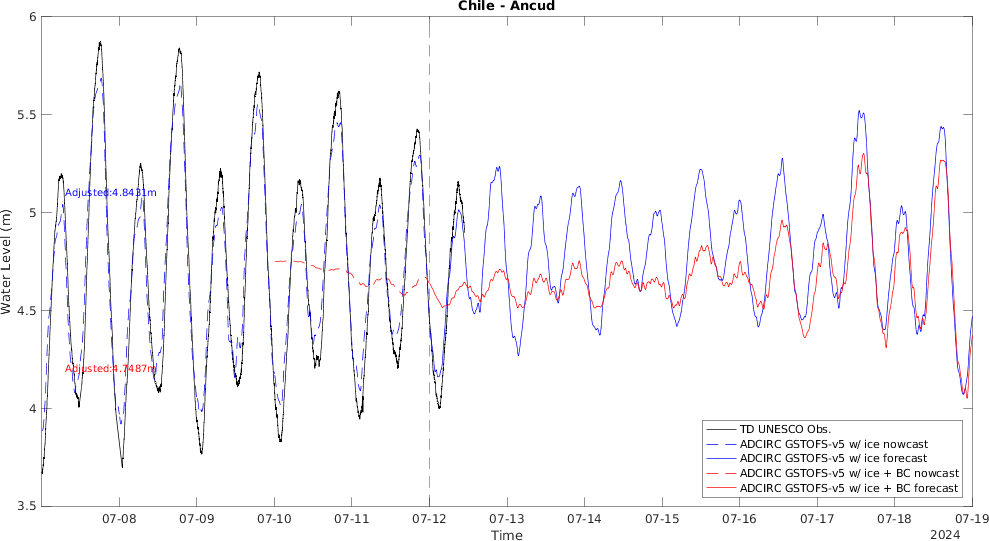 Chile - Ancud
6
5.5
5
4.5
4
3.5
Water Level (m)
Adjusted:4.8431m
Adjusted:4.7487m
TD UNESCO Obs.
ADCIRC GSTOFS-v5 w/ ice nowcast
ADCIRC GSTOFS-v5 w/ ice forecast
ADCIRC GSTOFS-v5 w/ ice + BC nowcast
ADCIRC GSTOFS-v5 w/ ice + BC forecast
07-08 07-09 07-10 07-11 07-12 07-13 07-14 07-15 07-16 07-17 07-18 07-19
Time
2024